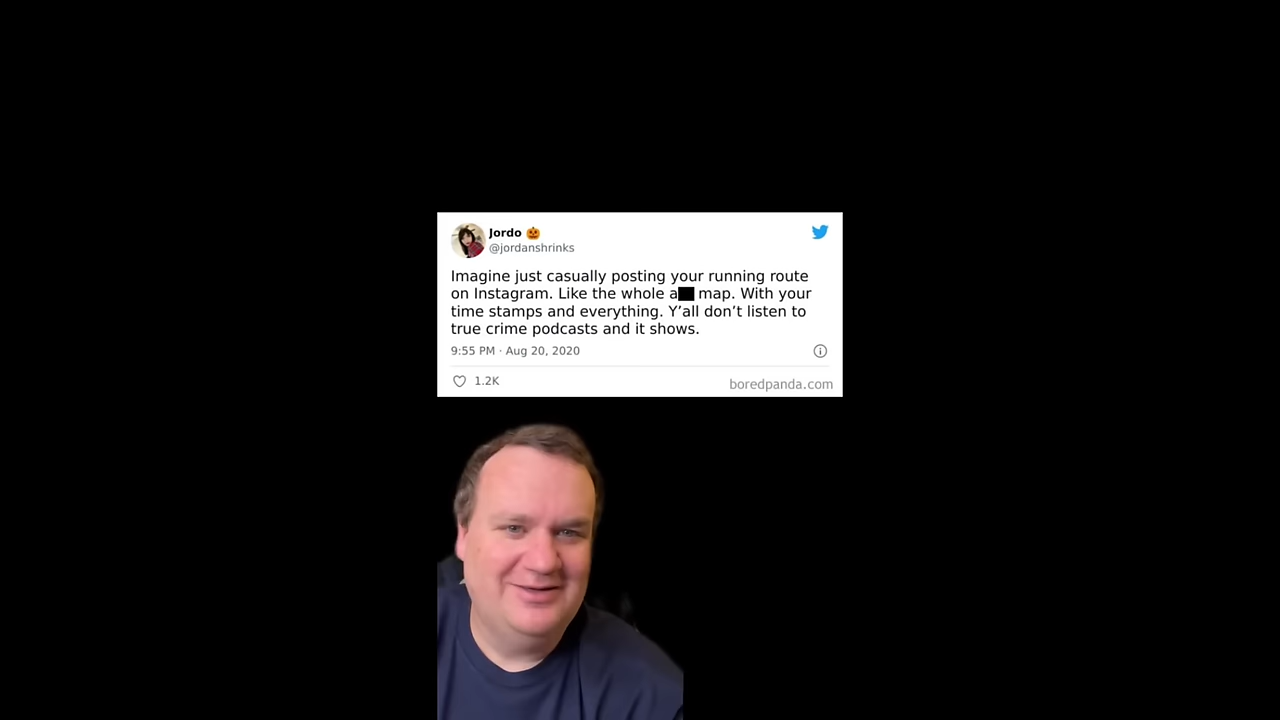 Jordo 🎃
@jordanshrinks
Imagine just casually posting your running route
on Instagram. Like the whole a██ map. With your
time stamps and everything. Y’all don’t listen to
true crime podcasts and it shows.
9:55 PM · Aug 20, 2020
1.2K
boredpanda.com